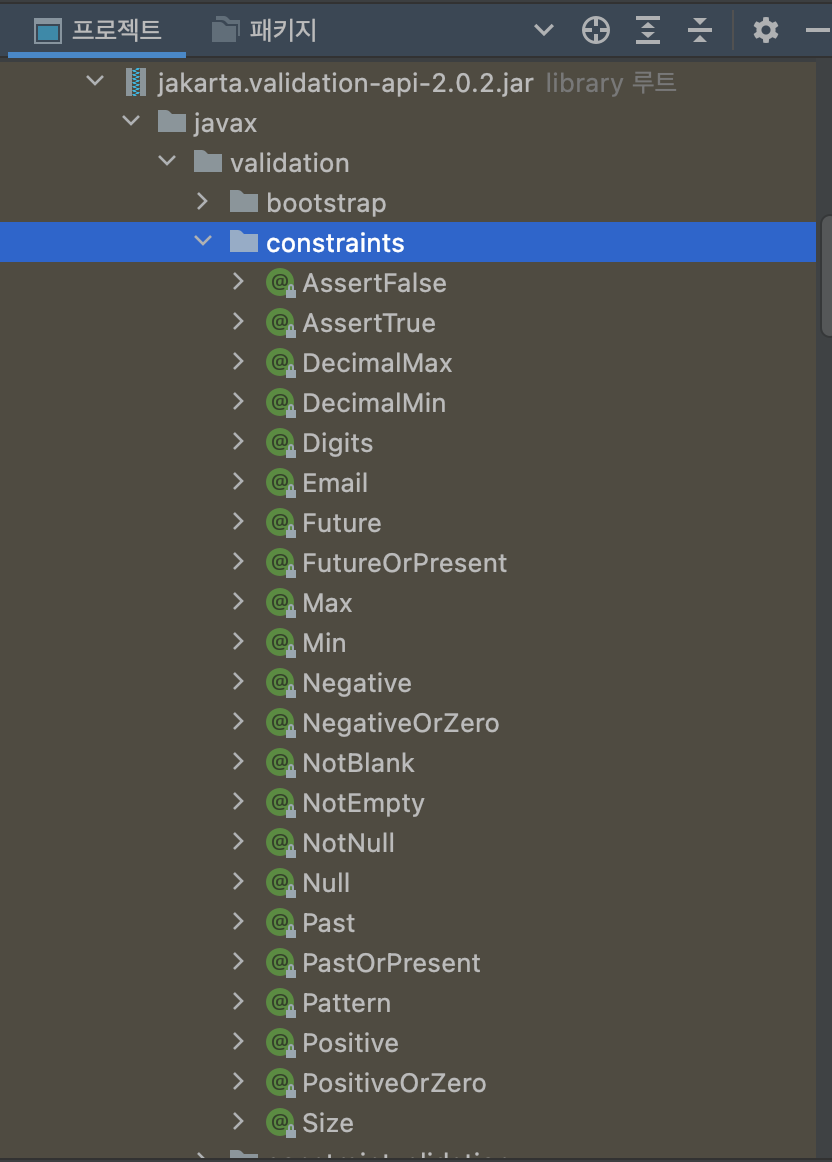 프로젝트 패키지
jakarta.validation-api-2.0.2.jar library 루트
javax
validation
bootstrap
constraints
AssertFalse
AssertTrue
DecimalMax
DecimalMin
Digits
Email
Future
FutureOrPresent
Max
Min
Negative
NegativeOrZero
NotBlank
NotEmpty
NotNull
Null
Past
PastOrPresent
Pattern
Positive
PositiveOrZero
Size